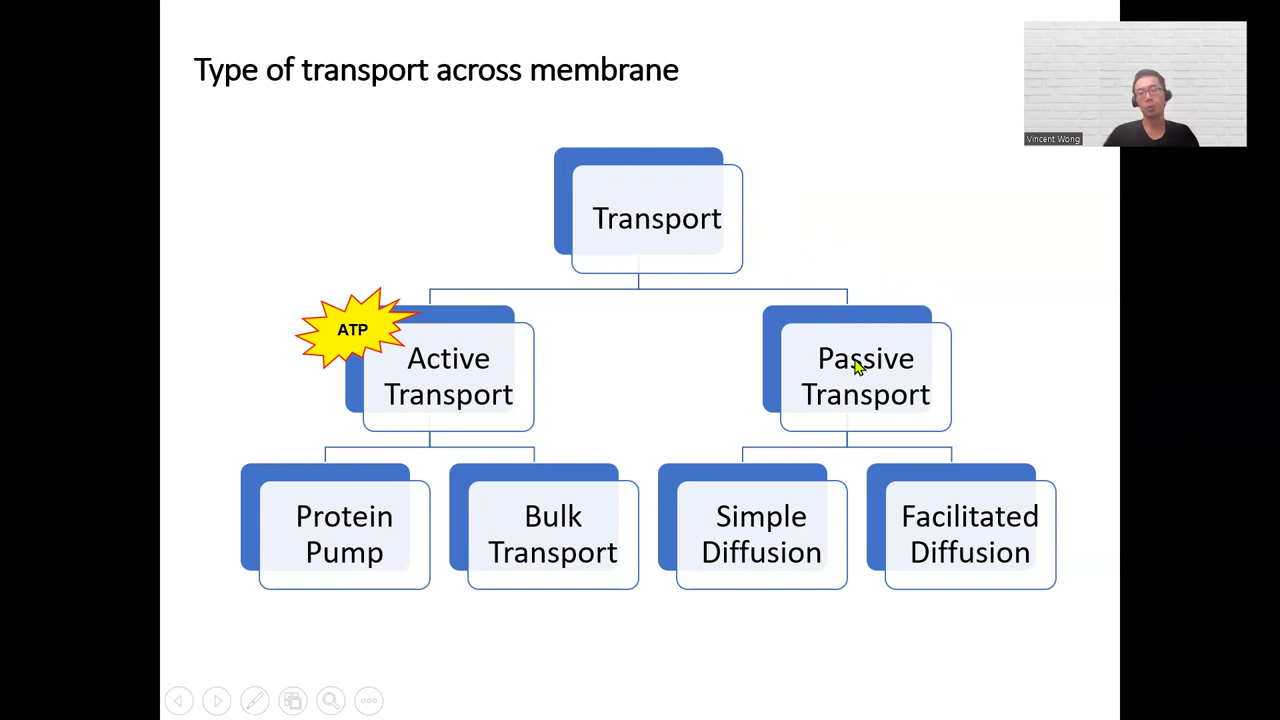 Type of transport across membrane
Vincent Wong
Transport
ATP
Active
Transport
Passive
Transport
Protein
Pump
Bulk
Transport
Simple
Diffusion
Facilitated
Diffusion